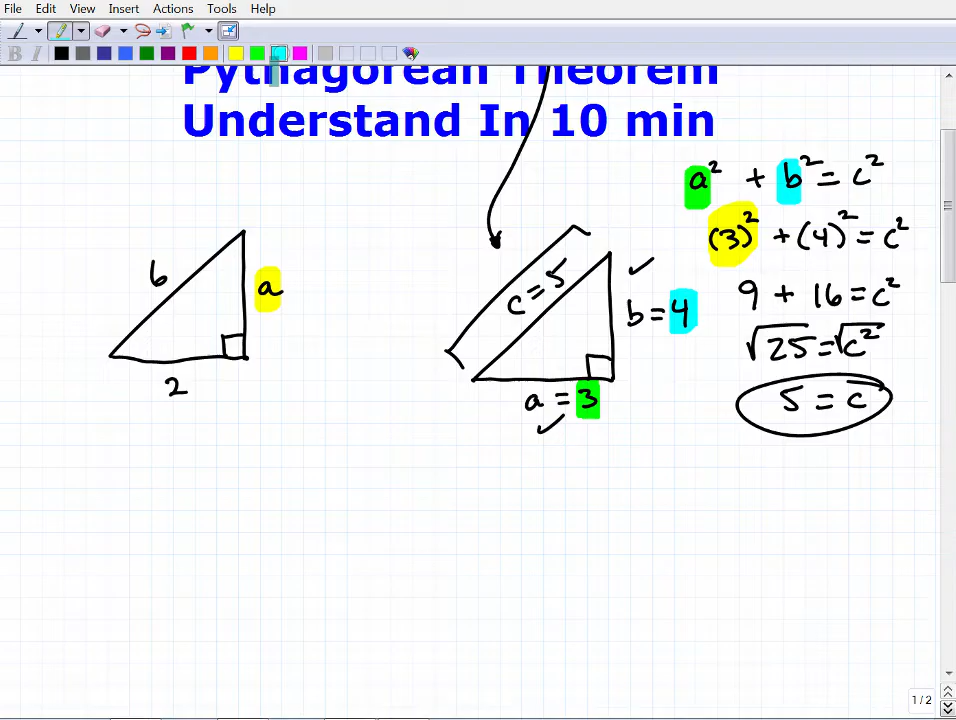 File Edit View Insert Actions Tools Help
B I
Pythagorean Theorem
Understand In 10 min
a² + b² = c²
(3)² + (4)² = c²
9 + 16 = c²
√25 = √c²
5 = c
6
a
2
c = 5
b = 4
a = 3
1 / 2